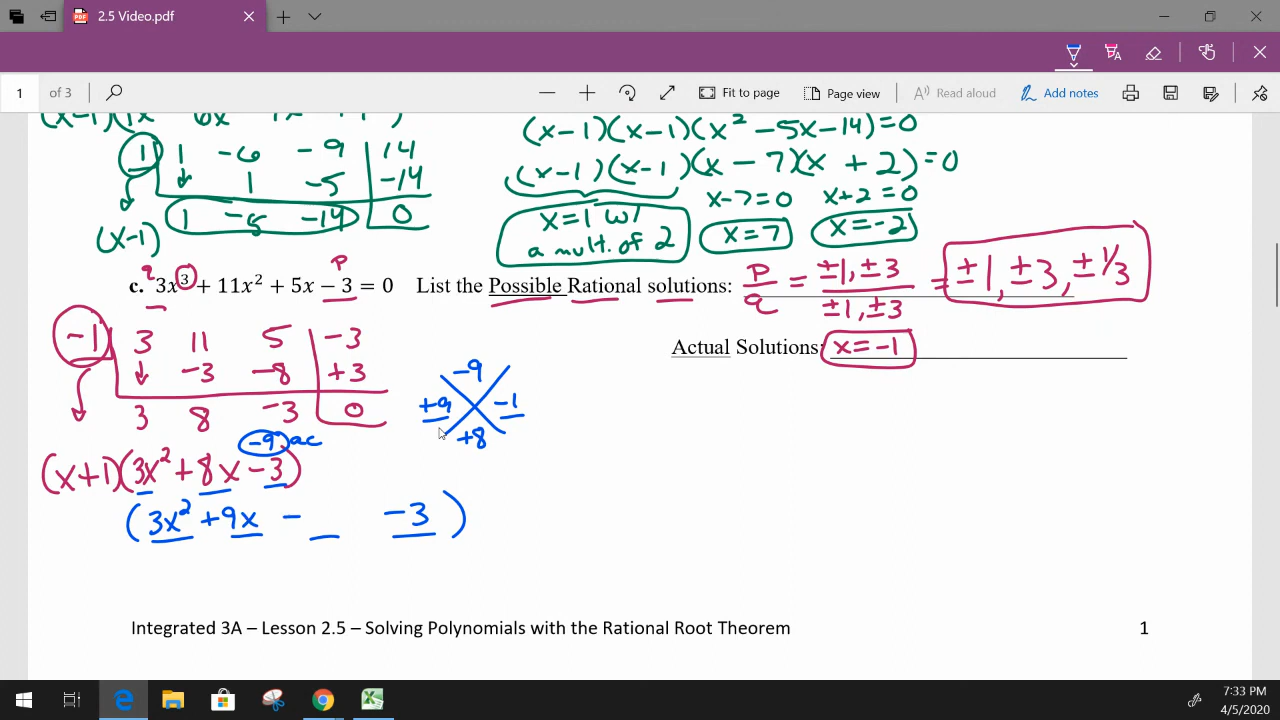 2.5 Video.pdf
1 of 3 Fit to page Page view Read aloud Add notes
(x-1)(x-1)(x² -5x-14)=0
1 1 -6 -9 14
(x-1)(x-1)(x - 7)(x + 2)=0
1 -5 -14
x-7=0 x+2=0
1 -5 -14 0
x=1 w/ a mult. of 2
x=7 x=-2
(x-1)
q 3 p
c. 3x³ + 11x² + 5x − 3 = 0 List the Possible Rational solutions: p/q = ±1,±3 / ±1,±3 = ±1, ±3, ±1/3
-1 3 11 5 -3
Actual Solutions: x=-1
-3 -8 +3
3 8 -3 0
-9
+9 -1
+8
-9 ac
(x+1)(3x²+8x-3)
(3x² +9x - _ -3)
Integrated 3A – Lesson 2.5 – Solving Polynomials with the Rational Root Theorem 1
7:33 PM
4/5/2020